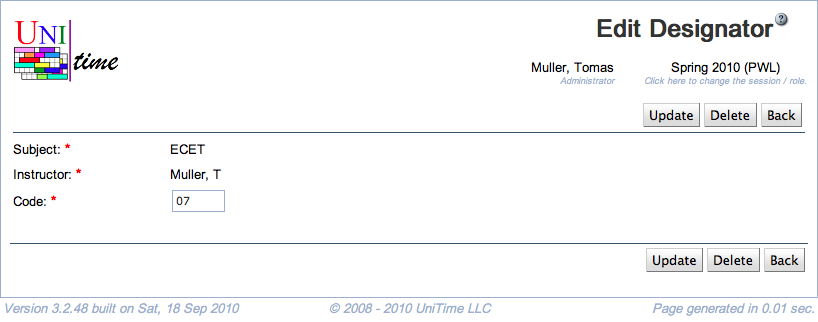 UNI time
Edit Designator ?
Muller, Tomas Spring 2010 (PWL)
Administrator Click here to change the session / role.
Update Delete Back
Subject: * ECET
Instructor: * Muller, T
Code: * 07
Update Delete Back
Version 3.2.48 built on Sat, 18 Sep 2010 © 2008 - 2010 UniTime LLC Page generated in 0.01 sec.